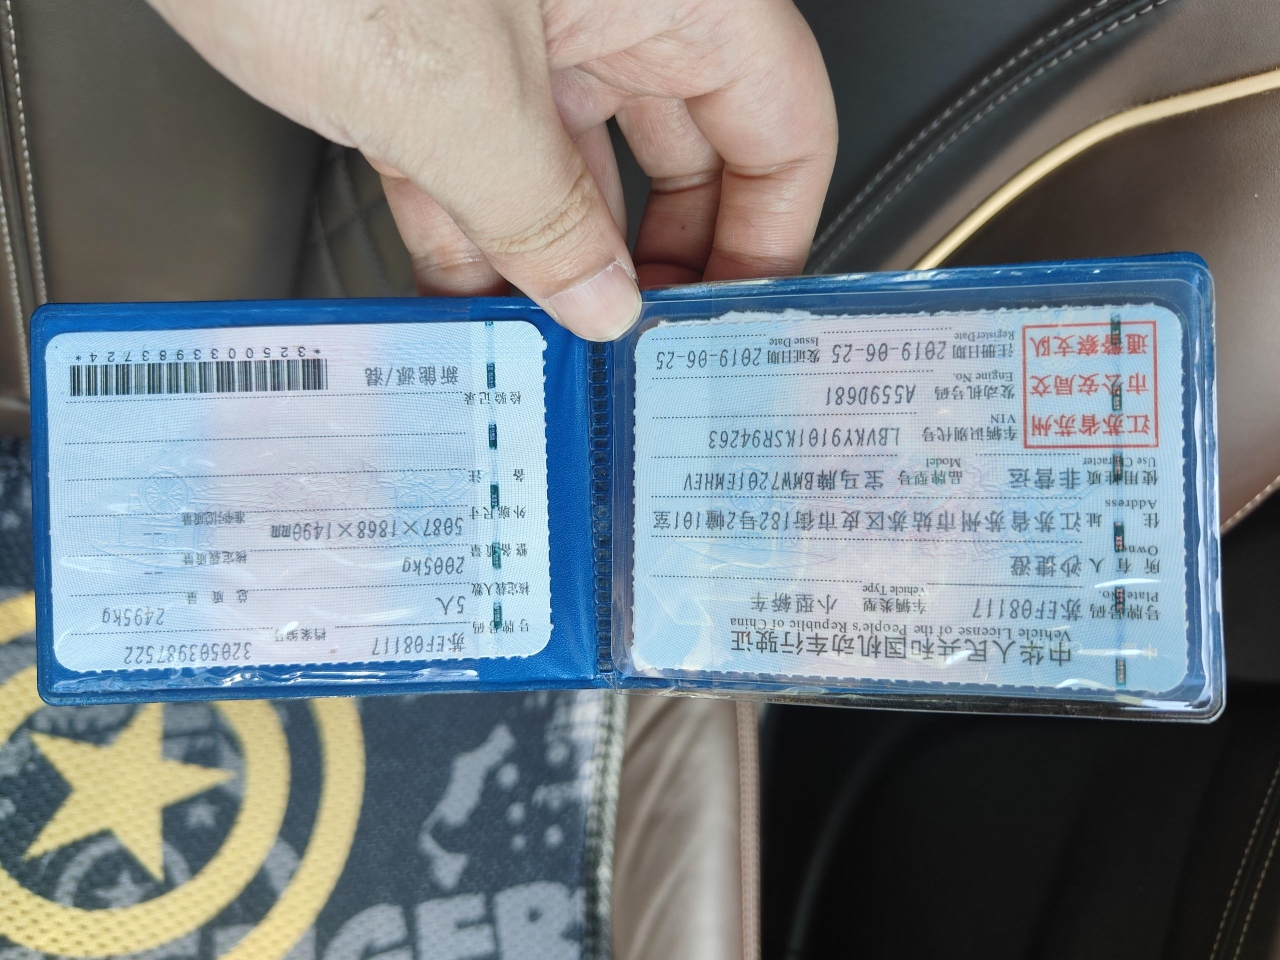 中华人民共和国机动车行驶证
Vehicle License of the People's Republic of China
号牌号码 苏EF08117 车辆类型 小型轿车
Plate No. Vehicle Type
所有人 沙捷澄
Owner
住址 江苏省苏州市姑苏区皮市街182号2幢101室
Address
使用性质 非营运 品牌型号 宝马牌BMW7201EMHEV
Use Character Model
江苏省苏州
市公安局交
通警察支队
车辆识别代号 LBVKY9101KSR94263
VIN
发动机号码 A559D681
Engine No.
注册日期 2019-06-25 发证日期 2019-06-25
Register Date Issue Date
号牌号码 苏EF08117 档案编号 320503987522
核定载人数 5人 总质量 2495kg
整备质量 2005kg 核定载质量 --
外廓尺寸 5087×1868×1490mm 准牵引总质量 --
备注
检验记录
新能源/混
*3250033983724*